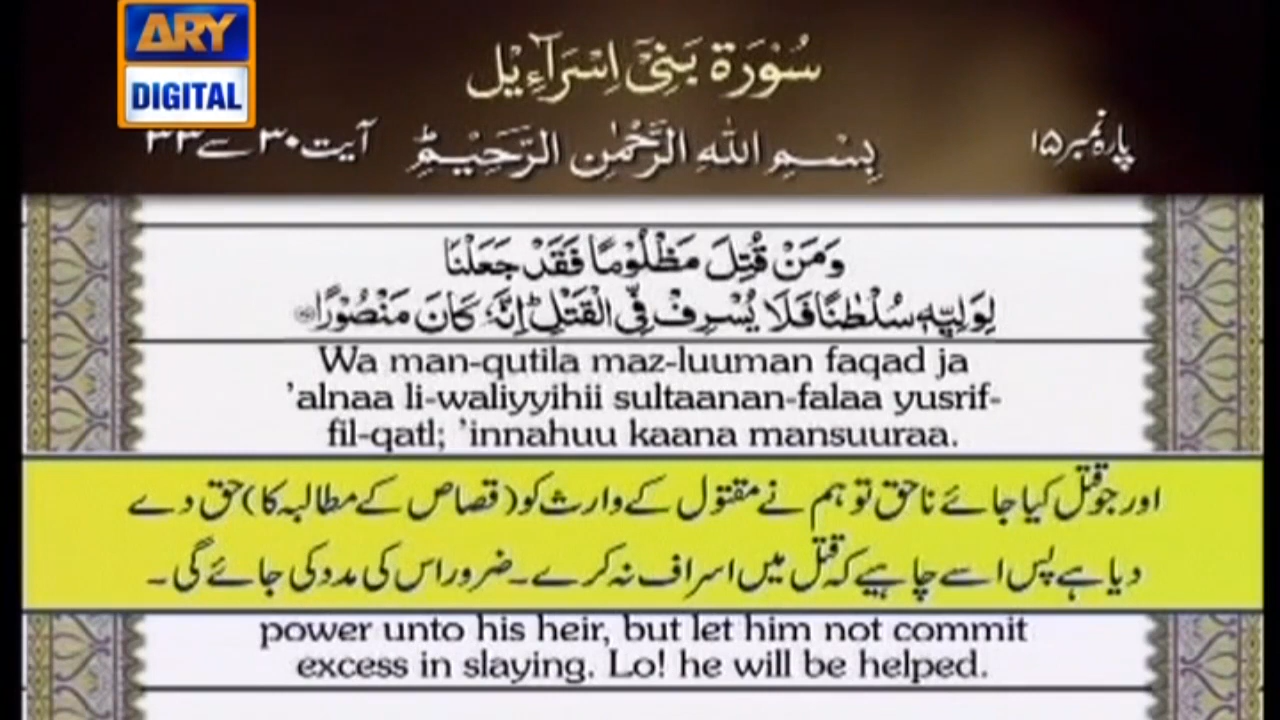 ARY
DIGITAL
سُوْرَةُ بَنِیْۤ اِسْرَآءِیْل
پارہ نمبر ۱۵
بِسْمِ اللهِ الرَّحْمٰنِ الرَّحِیْمِ
آیت ۳۰ سے ۳۳
وَمَنْ قُتِلَ مَظْلُوْمًا فَقَدْ جَعَلْنَا
لِوَلِیِّهٖ سُلْطٰنًا فَلَا یُسْرِفْ فِّی الْقَتْلِ ؕ اِنَّهٗ كَانَ مَنْصُوْرًا
Wa man-qutila maz-luuman faqad ja
'alnaa li-waliyyihii sultaanan-falaa yusrif-
fil-qatl; 'innahuu kaana mansuuraa.
اور جو قتل کیا جائے ناحق تو ہم نے مقتول کے وارث کو (قصاص کے مطالبہ کا) حق دے
دیا ہے پس اسے چاہیے کہ قتل میں اسراف نہ کرے۔ ضرور اس کی مدد کی جائے گی۔
power unto his heir, but let him not commit
excess in slaying. Lo! he will be helped.